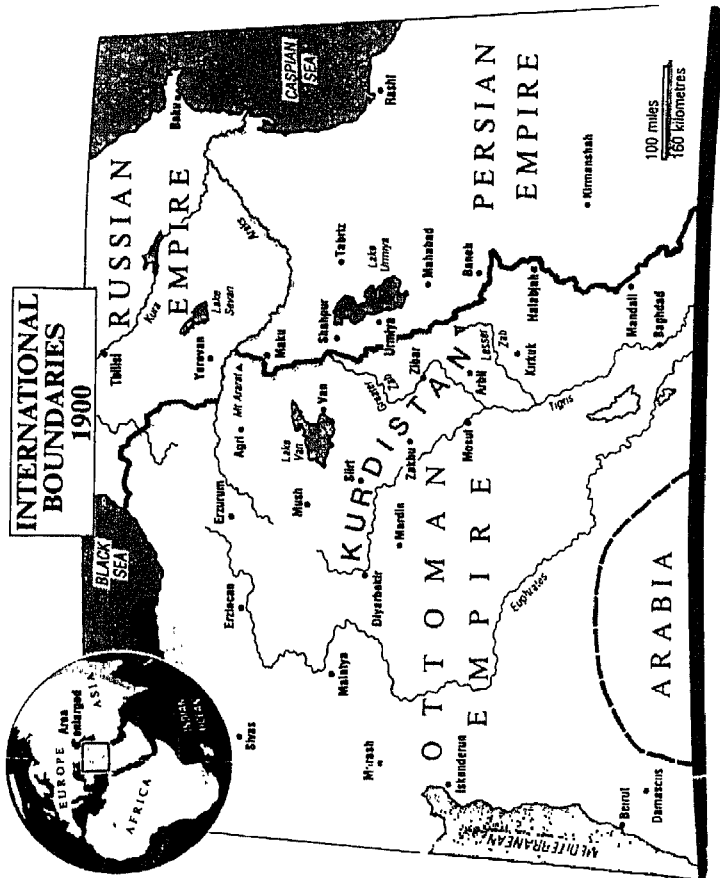 INTERNATIONAL
BOUNDARIES
1900
EUROPE
Area
enlarged
ASIA
AFRICA
INDIAN
OCEAN
BLACK
SEA
RUSSIAN
EMPIRE
CASPIAN
SEA
Tbilisi
Kura
Baku
Yerevan
Lake
Sevan
Araks
Sivas
Erzincan
Erzurum
Agri
Mt Ararat
Maku
Rasht
Malatya
Mush
Lake
Van
Van
Shahpur
Tabriz
Lake
Urmiya
Urmiya
Mahabad
KURDISTAN
Siirt
Diyarbakir
Mardin
Zakhu
Greater
Zab
Zibar
Marash
OTTOMAN
EMPIRE
Iskenderun
Mosul
Arbil
Lesser
Zab
Kirkuk
Baneh
Halabjah
PERSIAN
EMPIRE
Kirmanshah
Tigris
Euphrates
Mandali
Baghdad
MEDITERRANEAN
Beirut
Damascus
ARABIA
100 miles
160 kilometres